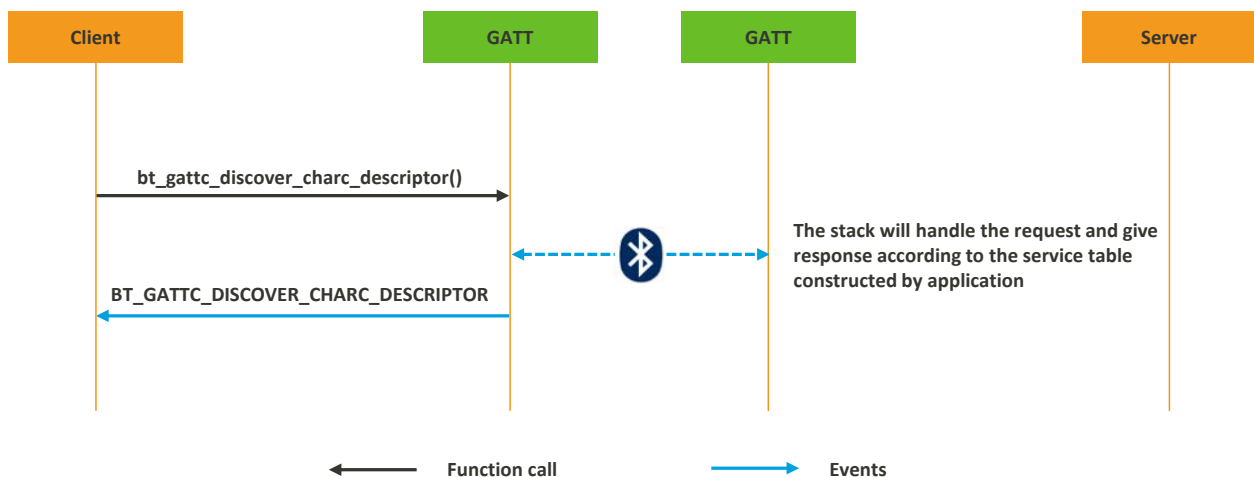 Client
GATT
GATT
Server
bt_gattc_discover_charc_descriptor()
The stack will handle the request and give
response according to the service table
constructed by application
BT_GATTC_DISCOVER_CHARC_DESCRIPTOR
Function call
Events